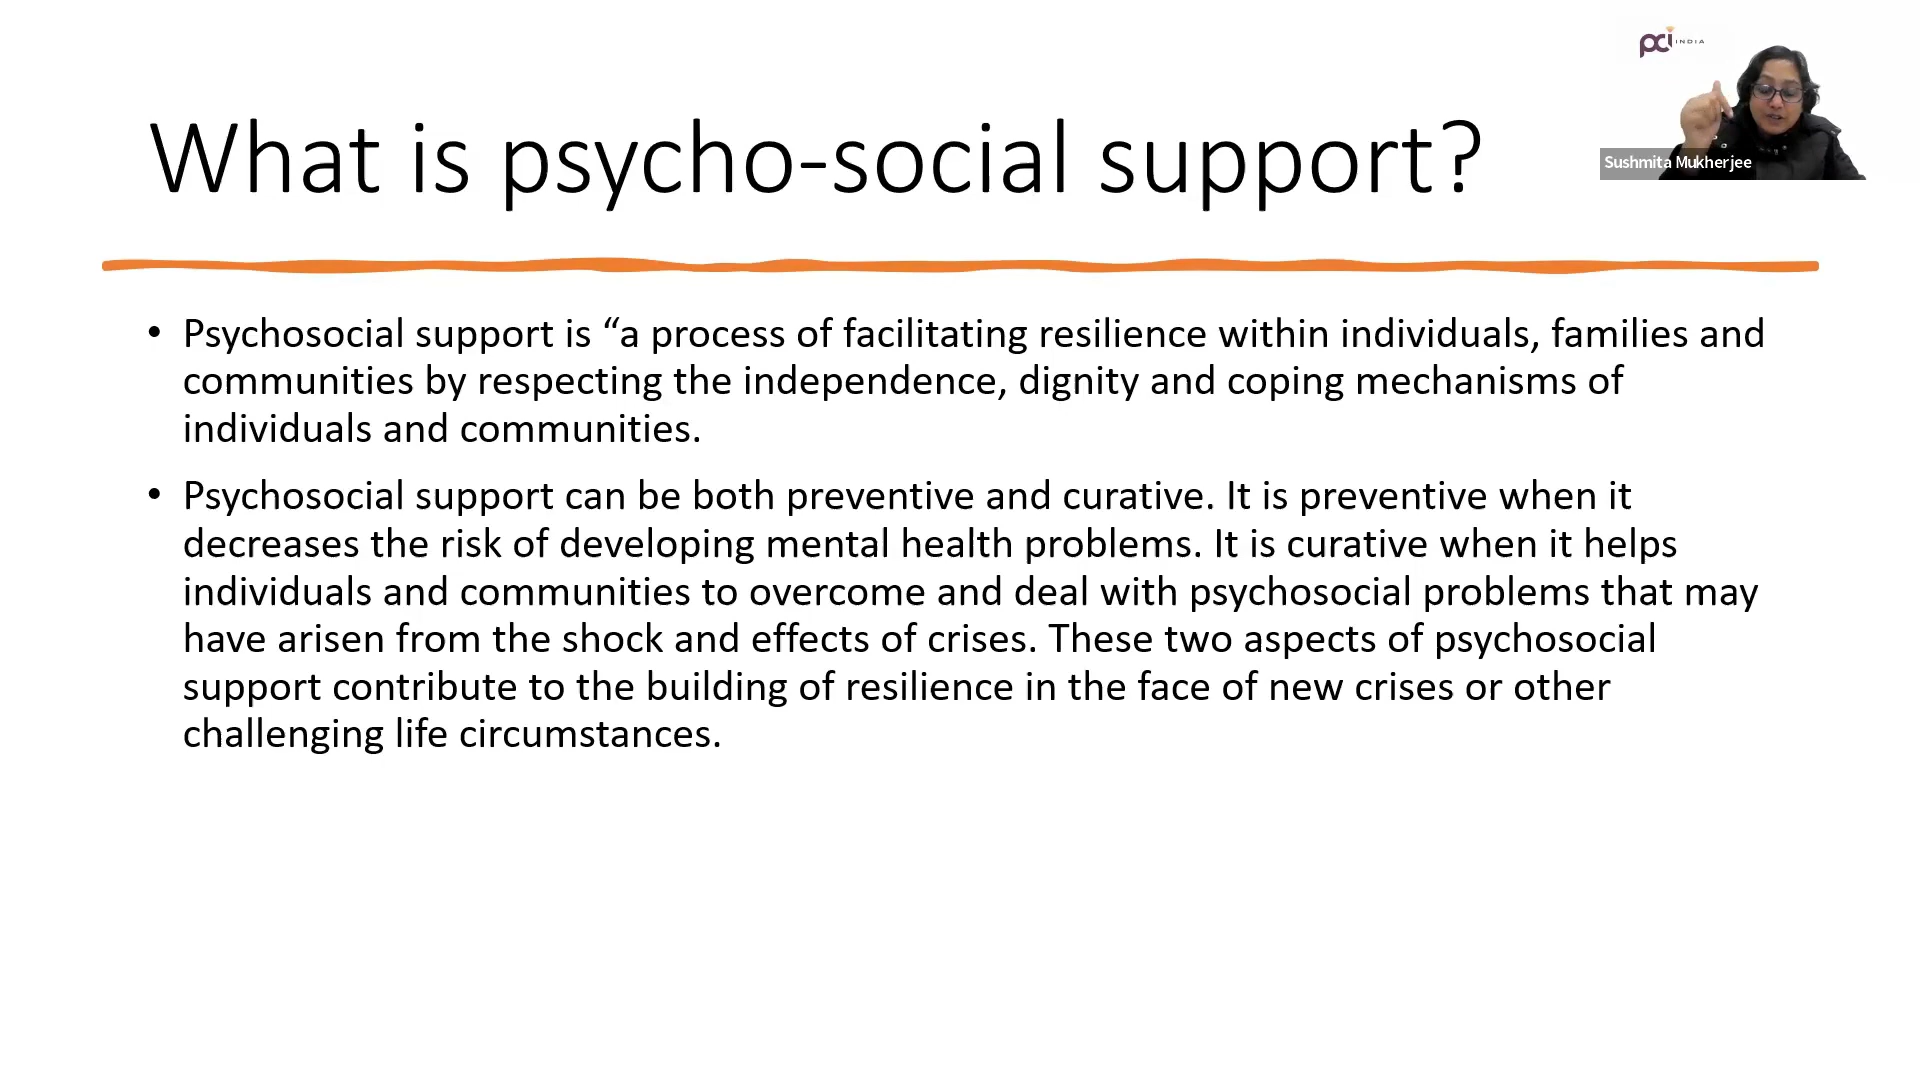 pci INDIA
What is psycho-social support?
Sushmita Mukherjee
• Psychosocial support is “a process of facilitating resilience within individuals, families and
communities by respecting the independence, dignity and coping mechanisms of
individuals and communities.
• Psychosocial support can be both preventive and curative. It is preventive when it
decreases the risk of developing mental health problems. It is curative when it helps
individuals and communities to overcome and deal with psychosocial problems that may
have arisen from the shock and effects of crises. These two aspects of psychosocial
support contribute to the building of resilience in the face of new crises or other
challenging life circumstances.